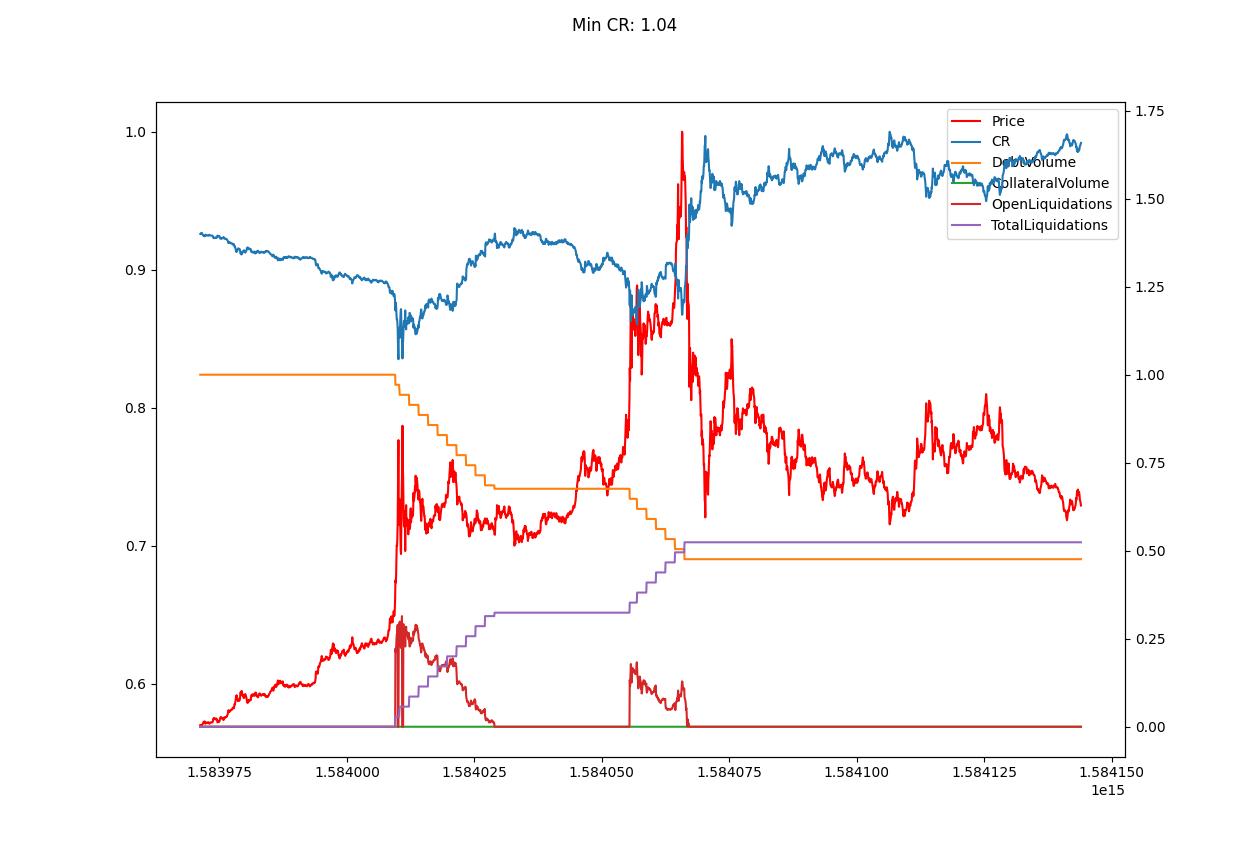 Min CR: 1.04
1.0
0.9
0.8
0.7
0.6
1.75
1.50
1.25
1.00
0.75
0.50
0.25
0.00
Price
CR
DebtVolume
CollateralVolume
OpenLiquidations
TotalLiquidations
1.583975 1.584000 1.584025 1.584050 1.584075 1.584100 1.584125 1.584150
1e15